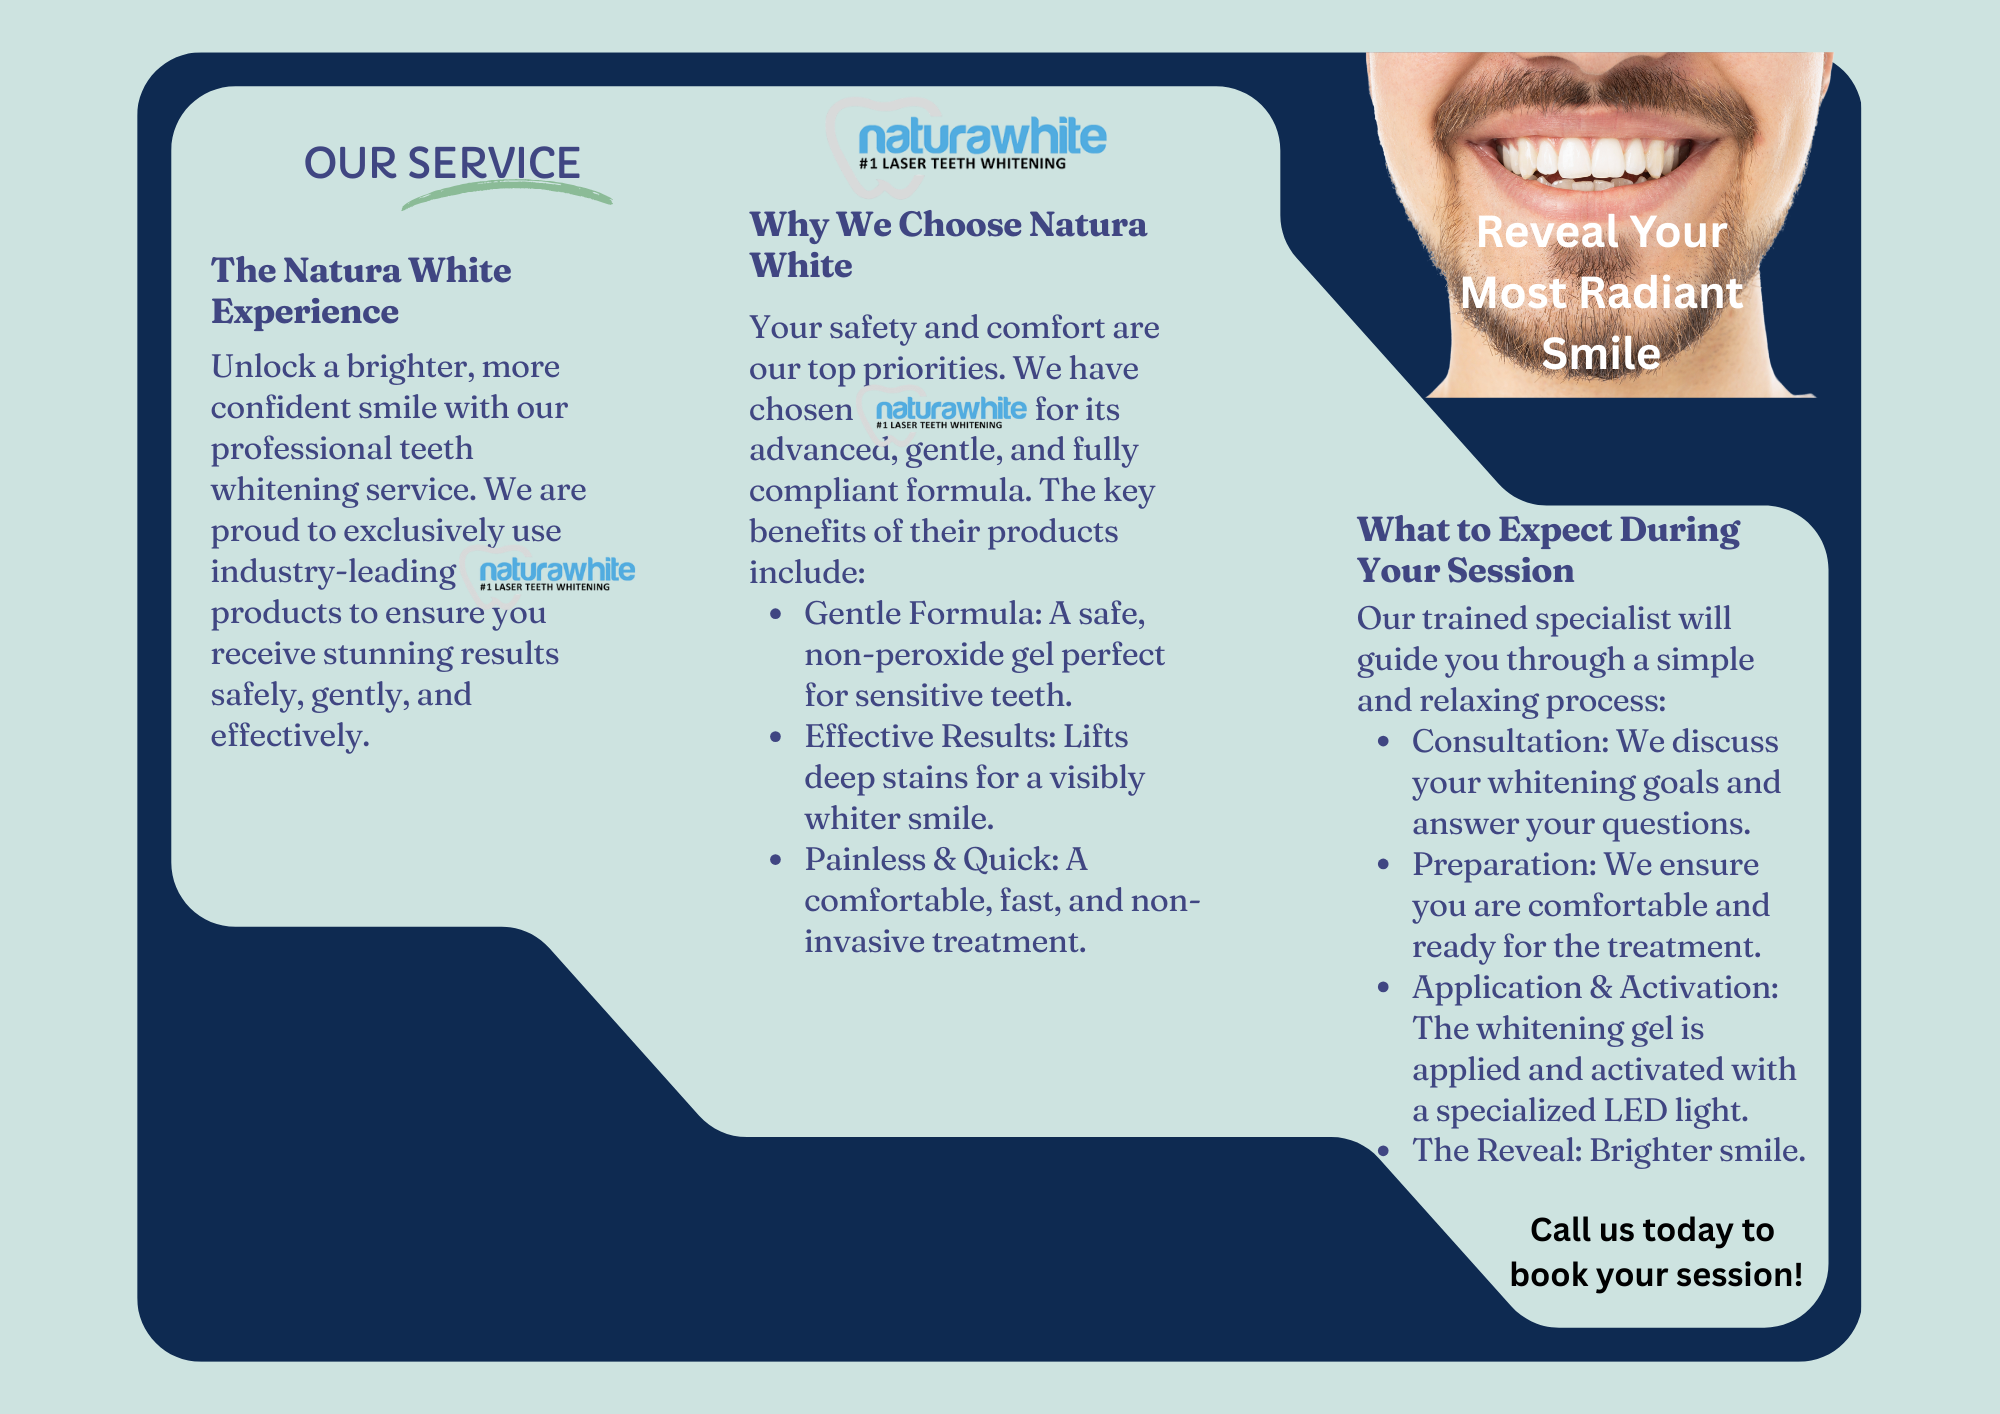 OUR SERVICE
The Natura White
Experience
Unlock a brighter, more
confident smile with our
professional teeth
whitening service. We are
proud to exclusively use
industry-leading naturawhite
#1 LASER TEETH WHITENING
products to ensure you
receive stunning results
safely, gently, and
effectively.
naturawhite
#1 LASER TEETH WHITENING
Why We Choose Natura
White
Your safety and comfort are
our top priorities. We have
chosen naturawhite for its
#1 LASER TEETH WHITENING
advanced, gentle, and fully
compliant formula. The key
benefits of their products
include:
• Gentle Formula: A safe,
non-peroxide gel perfect
for sensitive teeth.
• Effective Results: Lifts
deep stains for a visibly
whiter smile.
• Painless & Quick: A
comfortable, fast, and non-
invasive treatment.
Reveal Your
Most Radiant
Smile
What to Expect During
Your Session
Our trained specialist will
guide you through a simple
and relaxing process:
• Consultation: We discuss
your whitening goals and
answer your questions.
• Preparation: We ensure
you are comfortable and
ready for the treatment.
• Application & Activation:
The whitening gel is
applied and activated with
a specialized LED light.
• The Reveal: Brighter smile.
Call us today to
book your session!